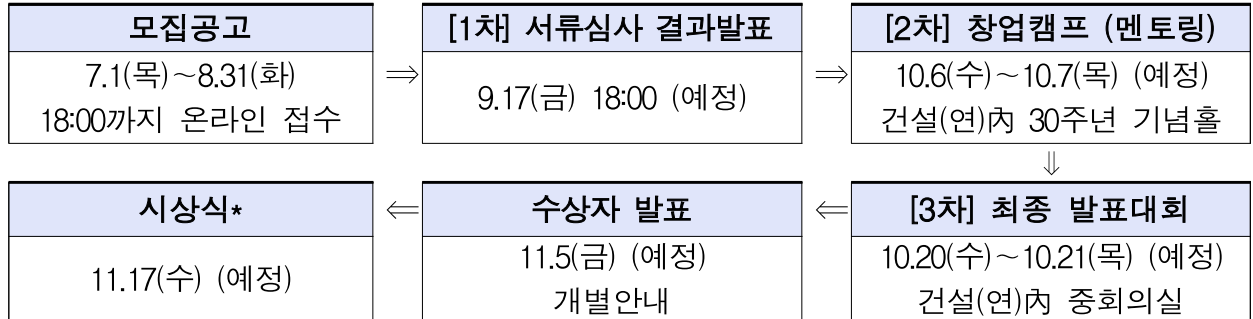 모집공고
7.1(목)~8.31(화)
18:00까지 온라인 접수
⇒
[1차] 서류심사 결과발표
9.17(금) 18:00 (예정)
⇒
[2차] 창업캠프 (멘토링)
10.6(수)~10.7(목) (예정)
건설(연)內 30주년 기념홀
⇓
[3차] 최종 발표대회
10.20(수)~10.21(목) (예정)
건설(연)內 중회의실
⇐
수상자 발표
11.5(금) (예정)
개별안내
⇐
시상식*
11.17(수) (예정)